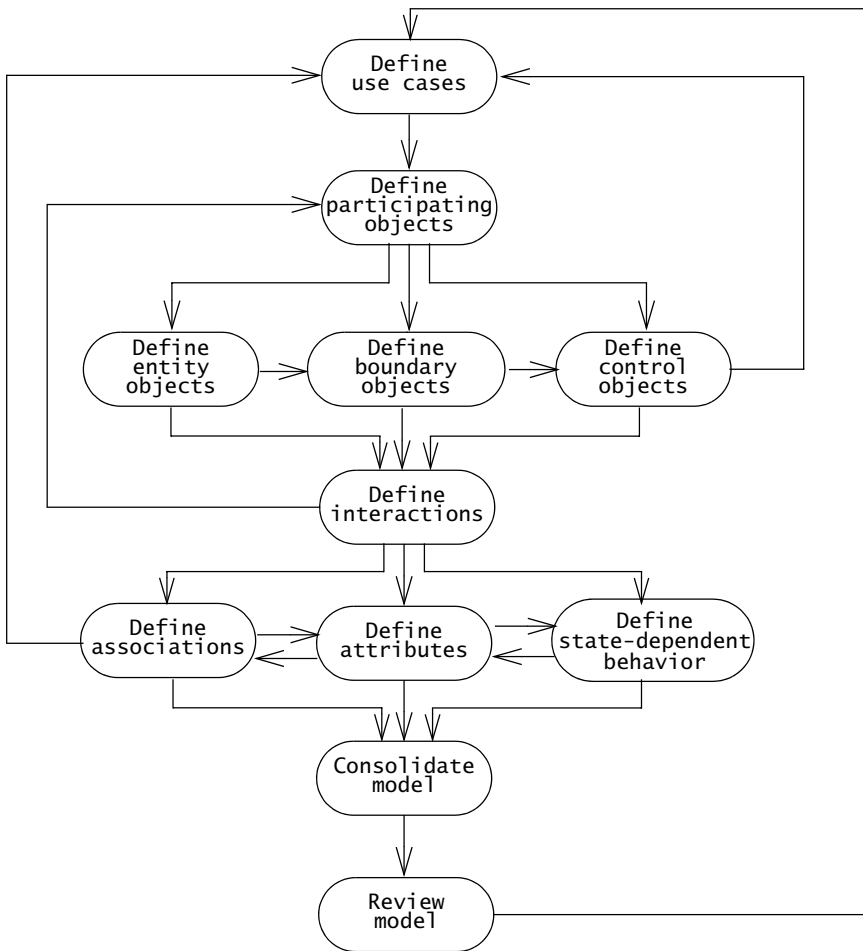 Define
use cases
Define
participating
objects
Define
entity
objects
Define
boundary
objects
Define
control
objects
Define
interactions
Define
associations
Define
attributes
Define
state-dependent
behavior
Consolidate
model
Review
model